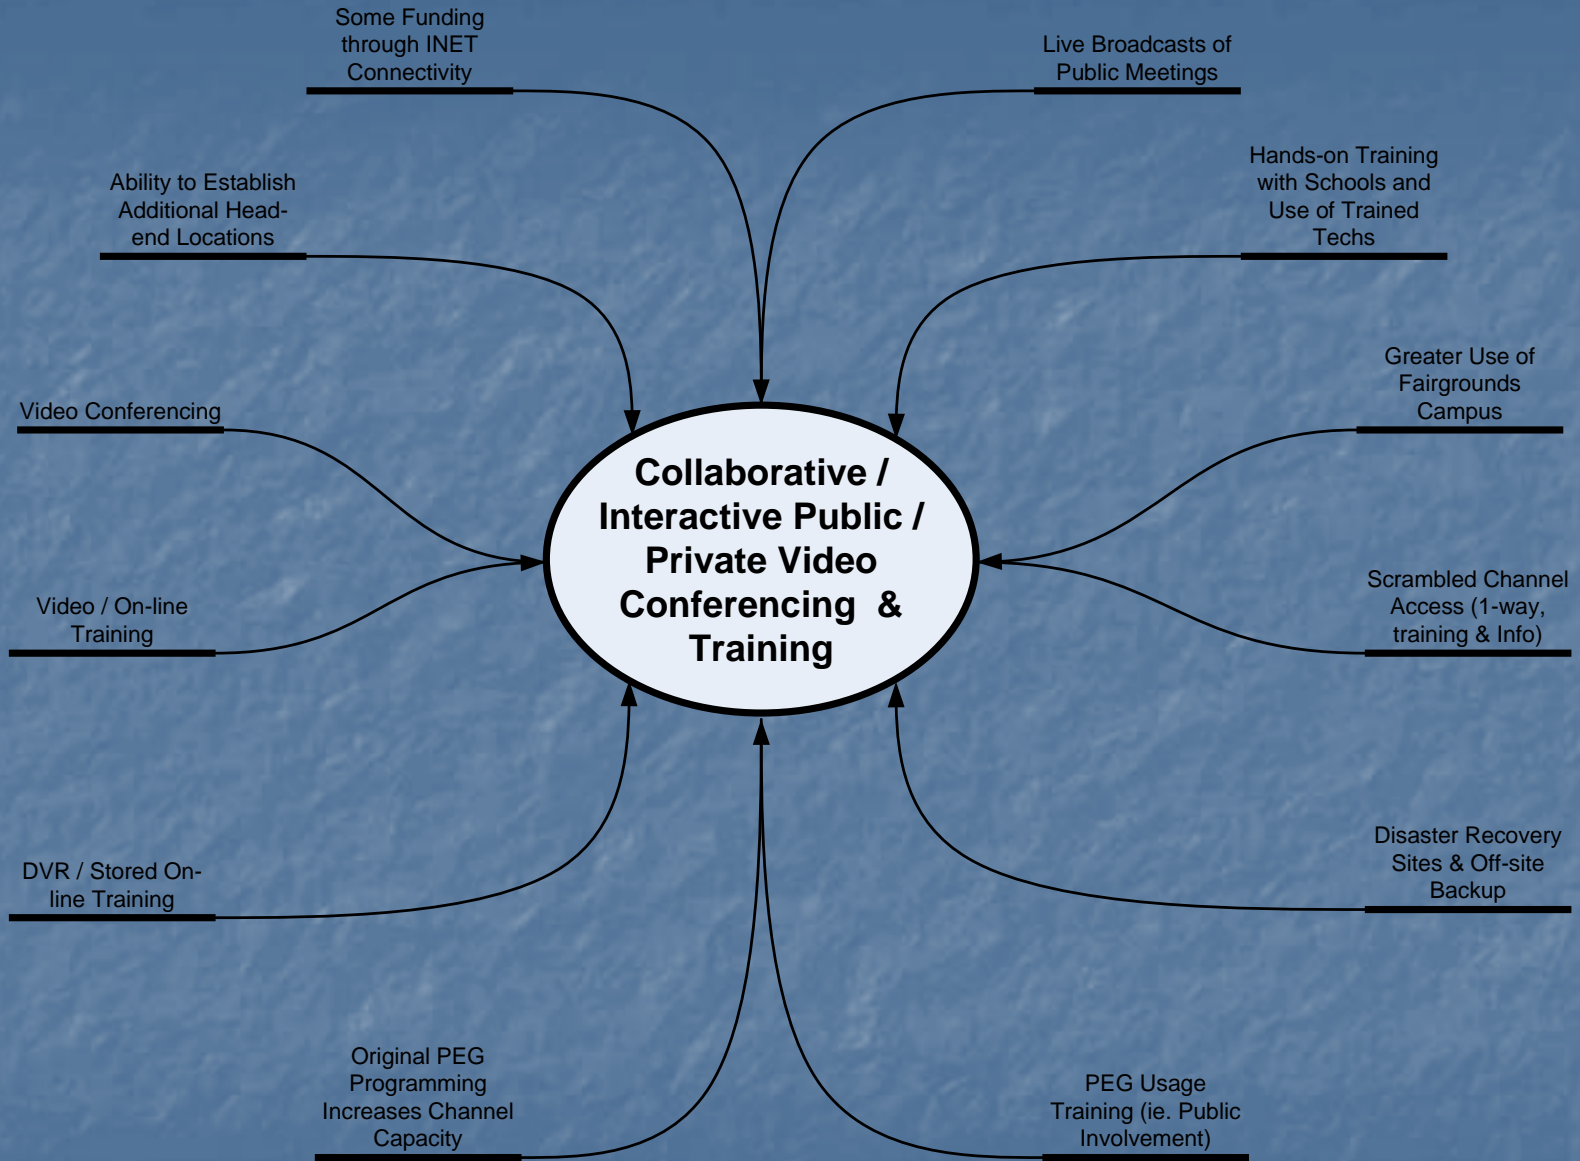 Some Funding
through INET
Connectivity
Live Broadcasts of
Public Meetings
Ability to Establish
Additional Head-
end Locations
Hands-on Training
with Schools and
Use of Trained
Techs
Video Conferencing
Greater Use of
Fairgrounds
Campus
Collaborative /
Interactive Public /
Private Video
Conferencing &
Training
Video / On-line
Training
Scrambled Channel
Access (1-way,
training & Info)
DVR / Stored On-
line Training
Disaster Recovery
Sites & Off-site
Backup
Original PEG
Programming
Increases Channel
Capacity
PEG Usage
Training (ie. Public
Involvement)